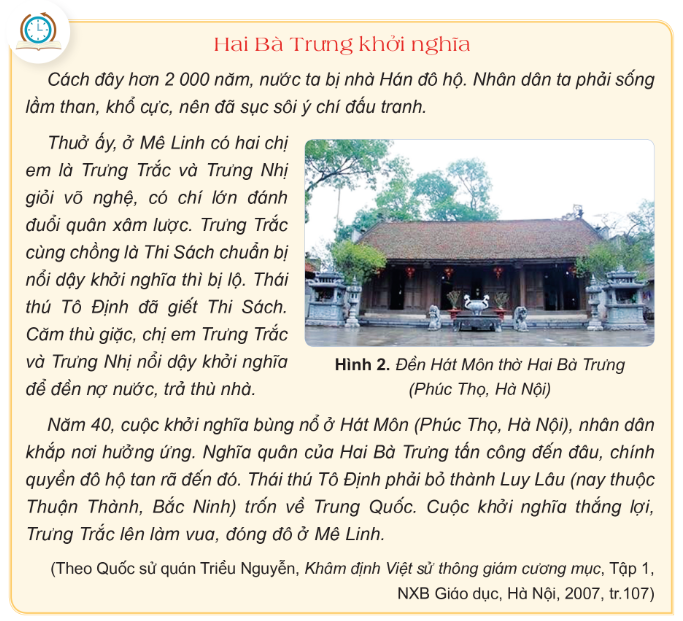 Hai Bà Trưng khởi nghĩa
Cách đây hơn 2 000 năm, nước ta bị nhà Hán đô hộ. Nhân dân ta phải sống
lầm than, khổ cực, nên đã sục sôi ý chí đấu tranh.
Thuở ấy, ở Mê Linh có hai chị
em là Trưng Trắc và Trưng Nhị
giỏi võ nghệ, có chí lớn đánh
đuổi quân xâm lược. Trưng Trắc
cùng chồng là Thi Sách chuẩn bị
nổi dậy khởi nghĩa thì bị lộ. Thái
thú Tô Định đã giết Thi Sách.
Căm thù giặc, chị em Trưng Trắc
và Trưng Nhị nổi dậy khởi nghĩa
để đền nợ nước, trả thù nhà.
Hình 2. Đền Hát Môn thờ Hai Bà Trưng
(Phúc Thọ, Hà Nội)
Năm 40, cuộc khởi nghĩa bùng nổ ở Hát Môn (Phúc Thọ, Hà Nội), nhân dân
khắp nơi hưởng ứng. Nghĩa quân của Hai Bà Trưng tấn công đến đâu, chính
quyền đô hộ tan rã đến đó. Thái thú Tô Định phải bỏ thành Luy Lâu (nay thuộc
Thuận Thành, Bắc Ninh) trốn về Trung Quốc. Cuộc khởi nghĩa thắng lợi,
Trưng Trắc lên làm vua, đóng đô ở Mê Linh.
(Theo Quốc sử quán Triều Nguyễn, Khâm định Việt sử thông giám cương mục, Tập 1,
NXB Giáo dục, Hà Nội, 2007, tr.107)